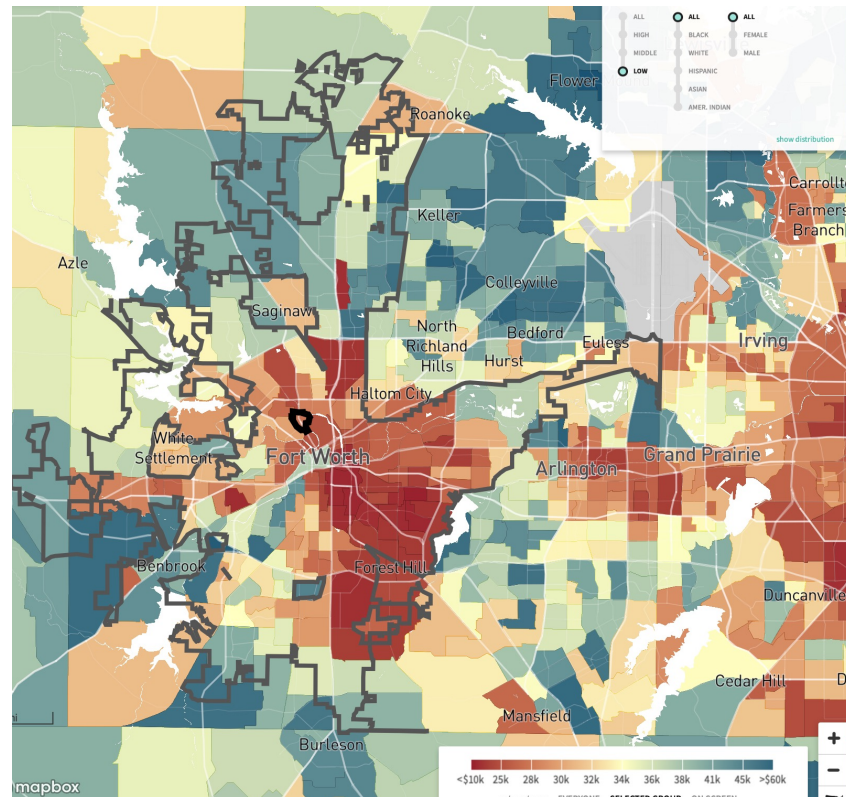 ALL ALL ALL
HIGH BLACK FEMALE
MIDDLE WHITE MALE
LOW HISPANIC
ASIAN
AMER. INDIAN
show distribution
Flower
Roanoke
Carrollt
Farmers
Branch
Keller
Azle
Colleyville
Saginaw
North
Richland
Hills
Bedford
Hurst
Euless
Irving
Haltom City
White
Settlement
Fort Worth
Arlington
Grand Prairie
Benbrook
Forest Hill
Duncanville
Cedar Hill
D
Mansfield
Burleson
+
−
<$10k 25k 28k 30k 32k 34k 36k 38k 41k 45k >$60k
mapbox